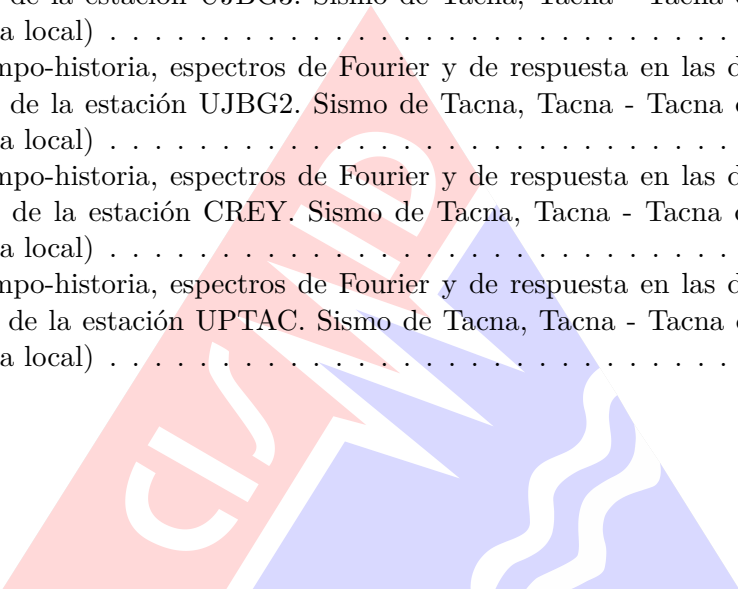 de la estación UJBG3. Sismo de Tacna, Tacna - Tacna
a local) . . . . . . . . . . . . . . . . . . . . . . . . . . . .
mpo-historia, espectros de Fourier y de respuesta en las d
de la estación UJBG2. Sismo de Tacna, Tacna - Tacna
a local) . . . . . . . . . . . . . . . . . . . . . . . . . . . .
mpo-historia, espectros de Fourier y de respuesta en las d
de la estación CREY. Sismo de Tacna, Tacna - Tacna
a local) . . . . . . . . . . . . . . . . . . . . . . . . . . . .
mpo-historia, espectros de Fourier y de respuesta en las d
de la estación UPTAC. Sismo de Tacna, Tacna - Tacna
a local) . . . . . . . . . . . . . . . . . . . . . . . . . . . .
CISMID